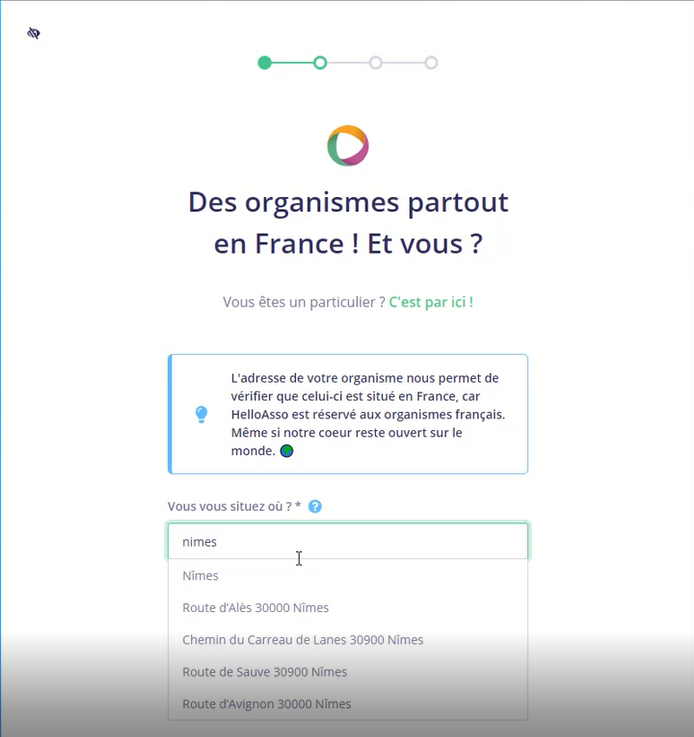 Des organismes partout
en France ! Et vous ?
Vous êtes un particulier ? C'est par ici !
L'adresse de votre organisme nous permet de
vérifier que celui-ci est situé en France, car
HelloAsso est réservé aux organismes français.
Même si notre coeur reste ouvert sur le
monde.
Vous vous situez où ? * ?
nimes
Nîmes
Route d'Alès 30000 Nîmes
Chemin du Carreau de Lanes 30900 Nîmes
Route de Sauve 30900 Nîmes
Route d'Avignon 30000 Nîmes